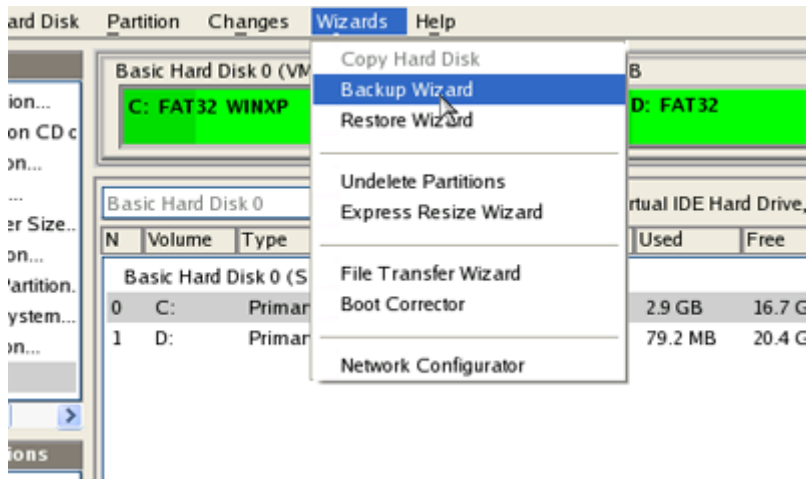 ard Disk Partition Changes Wizards Help
Copy Hard Disk
Backup Wizard
Restore Wizard
Undelete Partitions
Express Resize Wizard
File Transfer Wizard
Boot Corrector
Network Configurator
Basic Hard Disk 0 (VM
B
C: FAT32 WINXP
D: FAT32
ion...
on CD c
on...
...
er Size..
on...
Partition.
ystem...
on...
ions
Basic Hard Disk 0
rtual IDE Hard Drive,
N Volume Type Used Free
Basic Hard Disk 0 (S
0 C: Primar 2.9 GB 16.7 G
1 D: Primar 79.2 MB 20.4 G